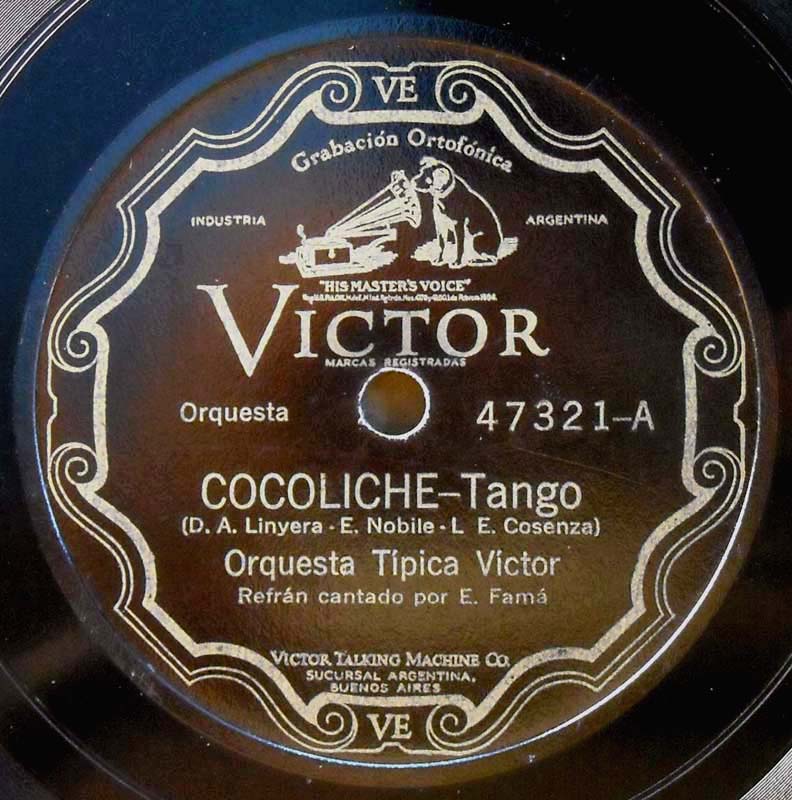 VE
Grabación Ortofónica
INDUSTRIA ARGENTINA
"HIS MASTER'S VOICE"
VICTOR
MARCAS REGISTRADAS
Orquesta 47321-A
COCOLICHE-Tango
(D. A. Linyera · E. Nobile · L E. Cosenza)
Orquesta Típica Víctor
Refrán cantado por E. Famá
VICTOR TALKING MACHINE CO.
SUCURSAL ARGENTINA,
BUENOS AIRES
VE